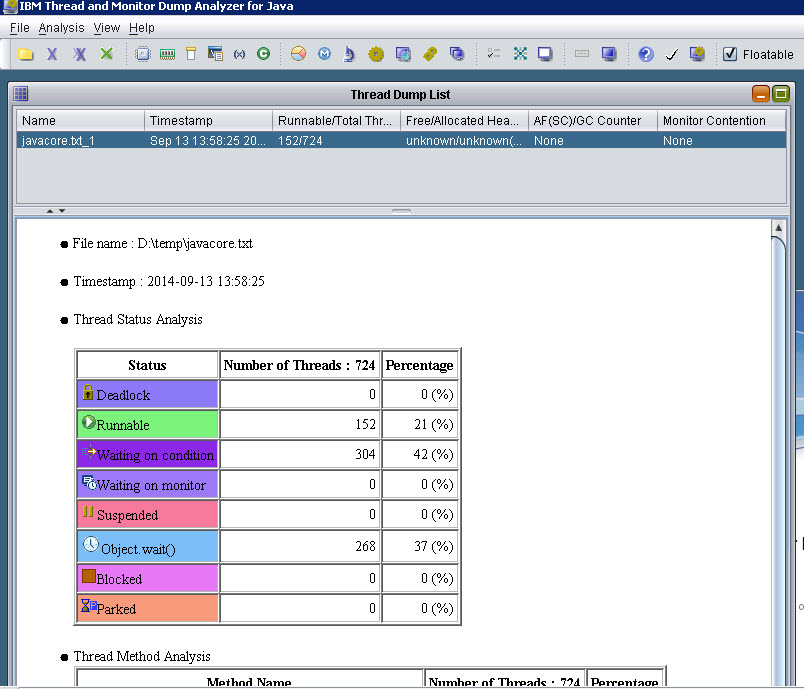 IBM Thread and Monitor Dump Analyzer for Java
File Analysis View Help
Floatable
Thread Dump List
Name Timestamp Runnable/Total Thr... Free/Allocated Hea... AF(SC)/GC Counter Monitor Contention
javacore.txt_1 Sep 13 13:58:25 20... 152/724 unknown/unknown(... None None
File name : D:\temp\javacore.txt
Timestamp : 2014-09-13 13:58:25
Thread Status Analysis
Status Number of Threads : 724 Percentage
Deadlock 0 0 (%)
Runnable 152 21 (%)
Waiting on condition 304 42 (%)
Waiting on monitor 0 0 (%)
Suspended 0 0 (%)
Object.wait() 268 37 (%)
Blocked 0 0 (%)
Parked 0 0 (%)
Thread Method Analysis
Method Name Number of Threads : 724 Percentage